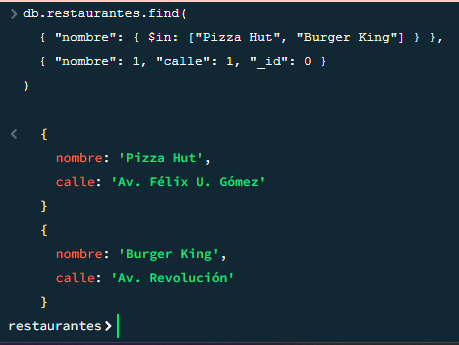 > db.restaurantes.find(
{ "nombre": { $in: ["Pizza Hut", "Burger King"] } },
{ "nombre": 1, "calle": 1, "_id": 0 }
)
< {
nombre: 'Pizza Hut',
calle: 'Av. Félix U. Gómez'
}
{
nombre: 'Burger King',
calle: 'Av. Revolución'
}
restaurantes>